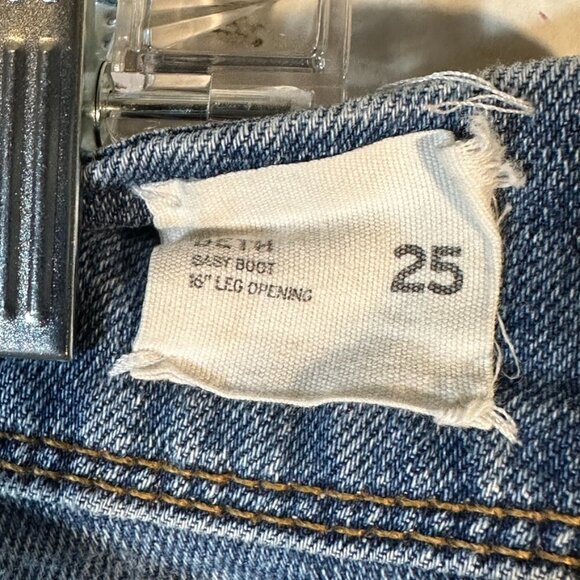 BETH
BABY BOOT
16" LEG OPENING
25